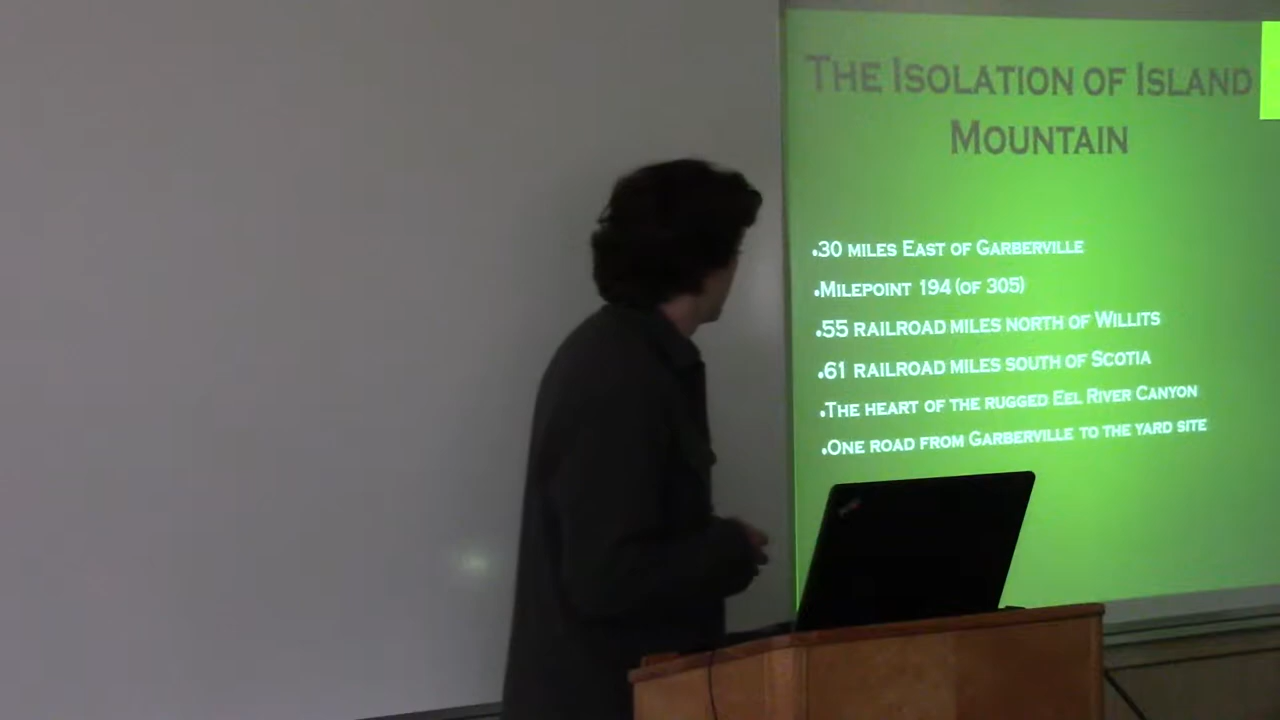 The Isolation of Island
Mountain
•30 miles East of Garberville
•Milepoint 194 (of 305)
•55 railroad miles north of Willits
•61 railroad miles south of Scotia
•The heart of the rugged Eel River Canyon
•One road from Garberville to the yard site